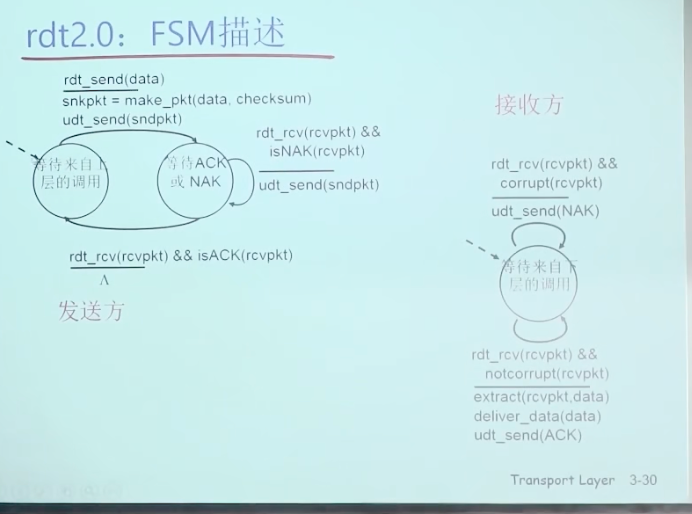 rdt2.0：FSM描述
rdt_send(data)
snkpkt = make_pkt(data, checksum)
udt_send(sndpkt)
等待来自
层的调用
等待ACK
或 NAK
rdt_rcv(rcvpkt) &&
isNAK(rcvpkt)
udt_send(sndpkt)
rdt_rcv(rcvpkt) && isACK(rcvpkt)
Λ
发送方
接收方
rdt_rcv(rcvpkt) &&
corrupt(rcvpkt)
udt_send(NAK)
等待来自下
层的调用
rdt_rcv(rcvpkt) &&
notcorrupt(rcvpkt)
extract(rcvpkt,data)
deliver_data(data)
udt_send(ACK)
Transport Layer 3-30